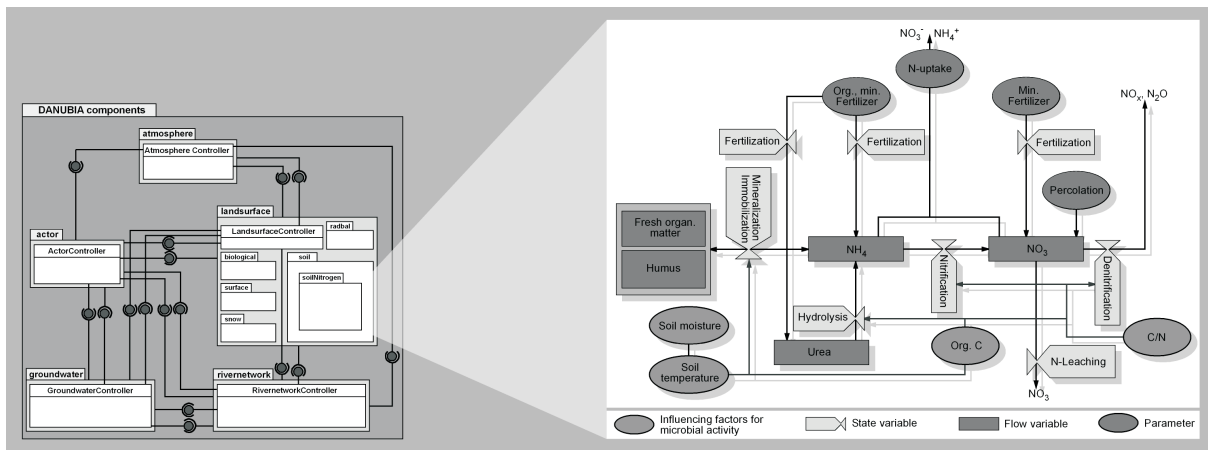 DANUBIA components
atmosphere
Atmosphere Controller
landsurface
LandsurfaceController
radbal
actor
ActorController
biological
soil
soilNitrogen
surface
snow
groundwater
GroundwaterController
rivernetwork
RivernetworkController
NO3- NH4+
N-uptake
Org., min.
Fertilizer
Min.
Fertilizer
NOx, N2O
Fertilization
Fertilization
Fertilization
Mineralization
Immobilization
Percolation
Fresh organ.
matter
Humus
NH4
NO3
Nitrification
Denitrification
Soil moisture
Hydrolysis
Soil
temperature
Urea
Org. C
C/N
N-Leaching
NO3
Influencing factors for
microbial activity
State variable
Flow variable
Parameter